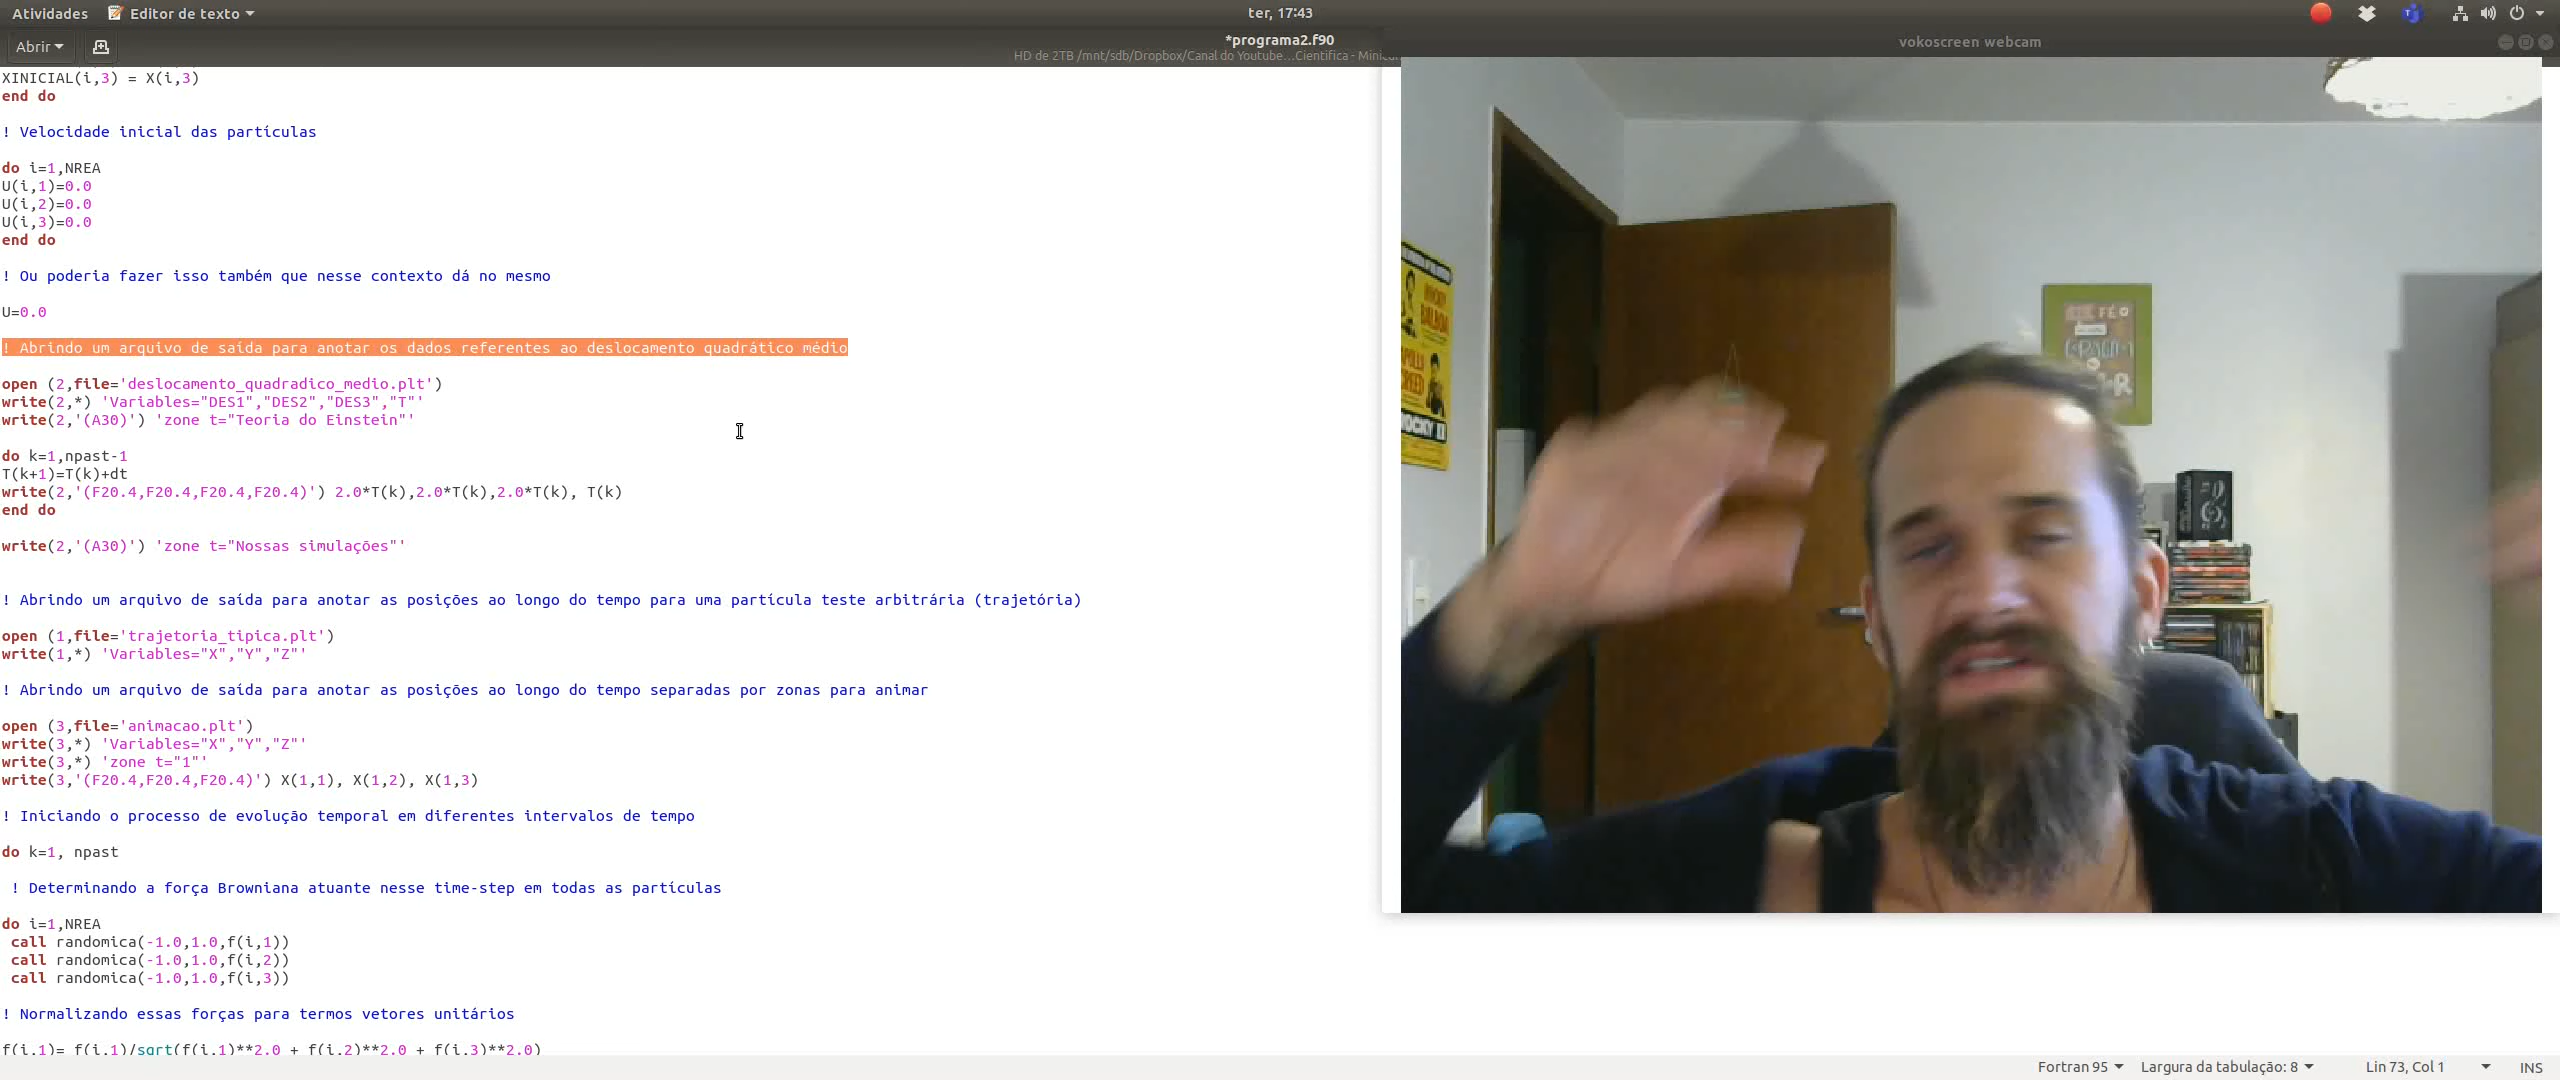 Atividades Editor de texto ter, 17:43
Abrir *programa2.f90 vokoscreen webcam
HD de 2TB /mnt/sdb/Dropbox/Canal do Youtube…Científica - Mini
XINICIAL(i,3) = X(i,3)
end do
! Velocidade inicial das partículas
do i=1,NREA
U(i,1)=0.0
U(i,2)=0.0
U(i,3)=0.0
end do
! Ou poderia fazer isso também que nesse contexto dá no mesmo
U=0.0
! Abrindo um arquivo de saída para anotar os dados referentes ao deslocamento quadrático médio
open (2,file='deslocamento_quadradico_medio.plt')
write(2,*) 'Variables="DES1","DES2","DES3","T"'
write(2,'(A30)') 'zone t="Teoria do Einstein"'
do k=1,npast-1
T(k+1)=T(k)+dt
write(2,'(F20.4,F20.4,F20.4,F20.4)') 2.0*T(k),2.0*T(k),2.0*T(k), T(k)
end do
write(2,'(A30)') 'zone t="Nossas simulações"'
! Abrindo um arquivo de saída para anotar as posições ao longo do tempo para uma partícula teste arbitrária (trajetória)
open (1,file='trajetoria_tipica.plt')
write(1,*) 'Variables="X","Y","Z"'
! Abrindo um arquivo de saída para anotar as posições ao longo do tempo separadas por zonas para animar
open (3,file='animacao.plt')
write(3,*) 'Variables="X","Y","Z"'
write(3,*) 'zone t="1"'
write(3,'(F20.4,F20.4,F20.4)') X(1,1), X(1,2), X(1,3)
! Iniciando o processo de evolução temporal em diferentes intervalos de tempo
do k=1, npast
! Determinando a força Browniana atuante nesse time-step em todas as partículas
do i=1,NREA
call randomica(-1.0,1.0,f(i,1))
call randomica(-1.0,1.0,f(i,2))
call randomica(-1.0,1.0,f(i,3))
! Normalizando essas forças para termos vetores unitários
f(i,1)= f(i,1)/sqrt(f(i,1)**2.0 + f(i,2)**2.0 + f(i,3)**2.0)
Fortran 95 Largura da tabulação: 8 Lin 73, Col 1 INS
ROCKY II